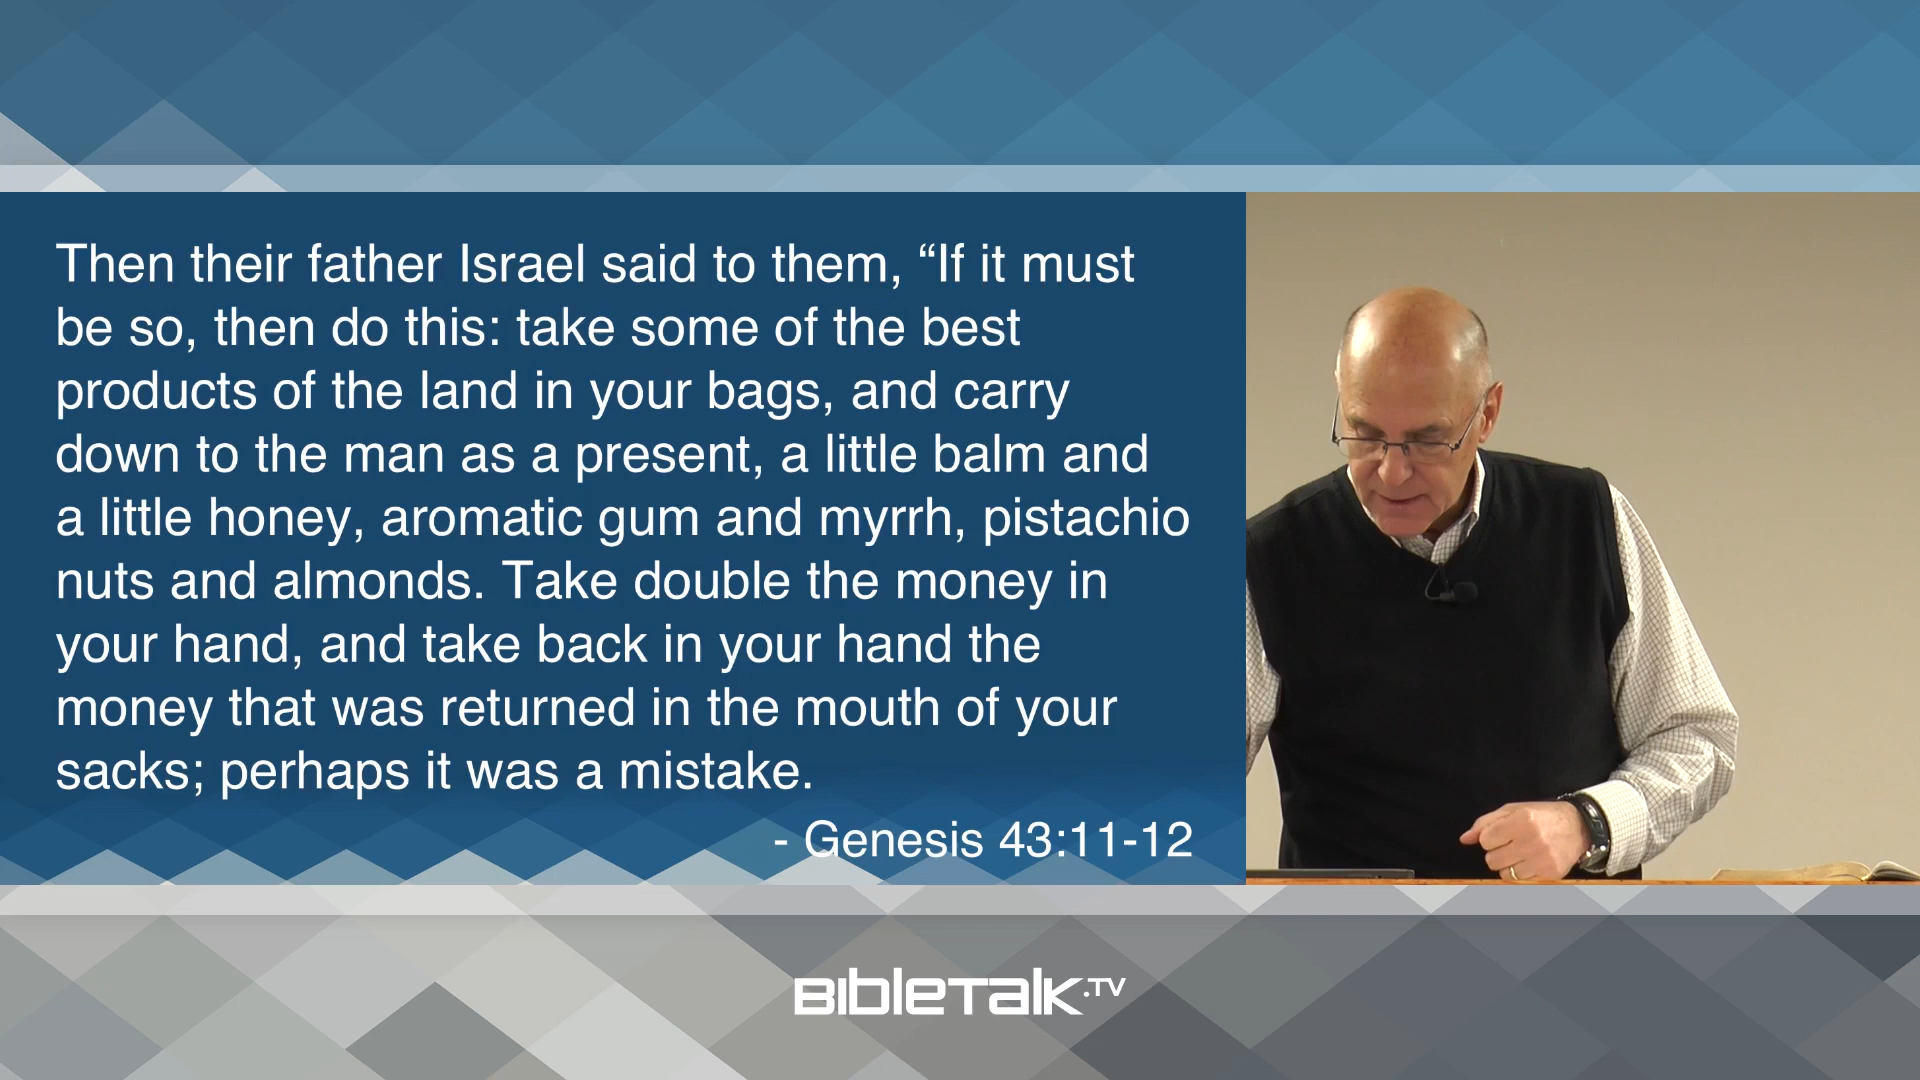 Then their father Israel said to them, “If it must
be so, then do this: take some of the best
products of the land in your bags, and carry
down to the man as a present, a little balm and
a little honey, aromatic gum and myrrh, pistachio
nuts and almonds. Take double the money in
your hand, and take back in your hand the
money that was returned in the mouth of your
sacks; perhaps it was a mistake.
- Genesis 43:11-12
BibleTalk.TV